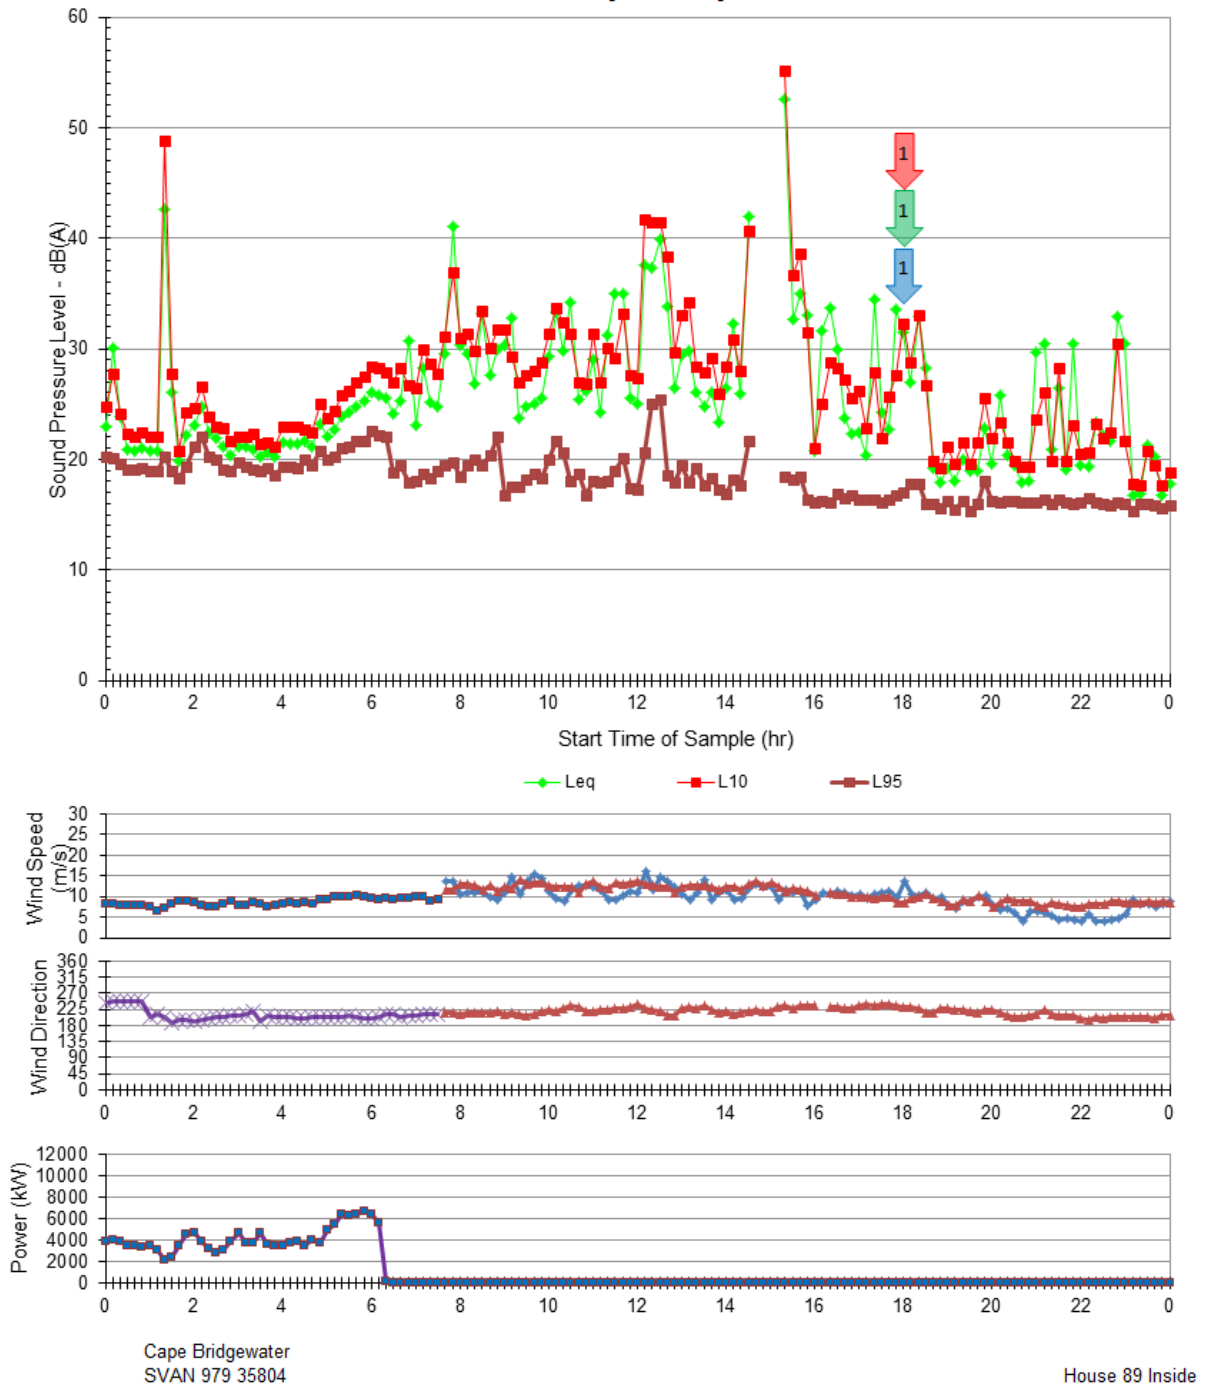 60
50
40
30
20
10
0
Sound Pressure Level - dB(A)
1
1
1
0 2 4 6 8 10 12 14 16 18 20 22 0
Start Time of Sample (hr)
Leq L10 L95
30
25
20
15
10
5
0
Wind Speed
(m/s)
360
315
270
225
180
135
90
45
0
Wind Direction
0 2 4 6 8 10 12 14 16 18 20 22 0
12000
10000
8000
6000
4000
2000
0
Power (kW)
0 2 4 6 8 10 12 14 16 18 20 22 0
Cape Bridgewater
SVAN 979 35804
House 89 Inside